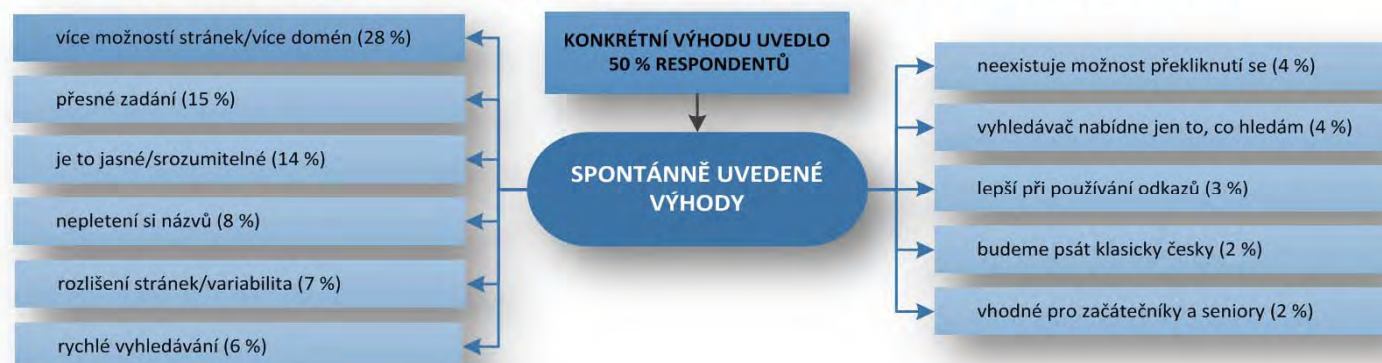 více možností stránek/více domén (28 %)
přesné zadání (15 %)
je to jasné/srozumitelné (14 %)
nepletení si názvů (8 %)
rozlišení stránek/variabilita (7 %)
rychlé vyhledávání (6 %)
KONKRÉTNÍ VÝHODU UVEDLO
50 % RESPONDENTŮ
SPONTÁNNĚ UVEDENÉ
VÝHODY
neexistuje možnost překliknutí se (4 %)
vyhledávač nabídne jen to, co hledám (4 %)
lepší při používání odkazů (3 %)
budeme psát klasicky česky (2 %)
vhodné pro začátečníky a seniory (2 %)